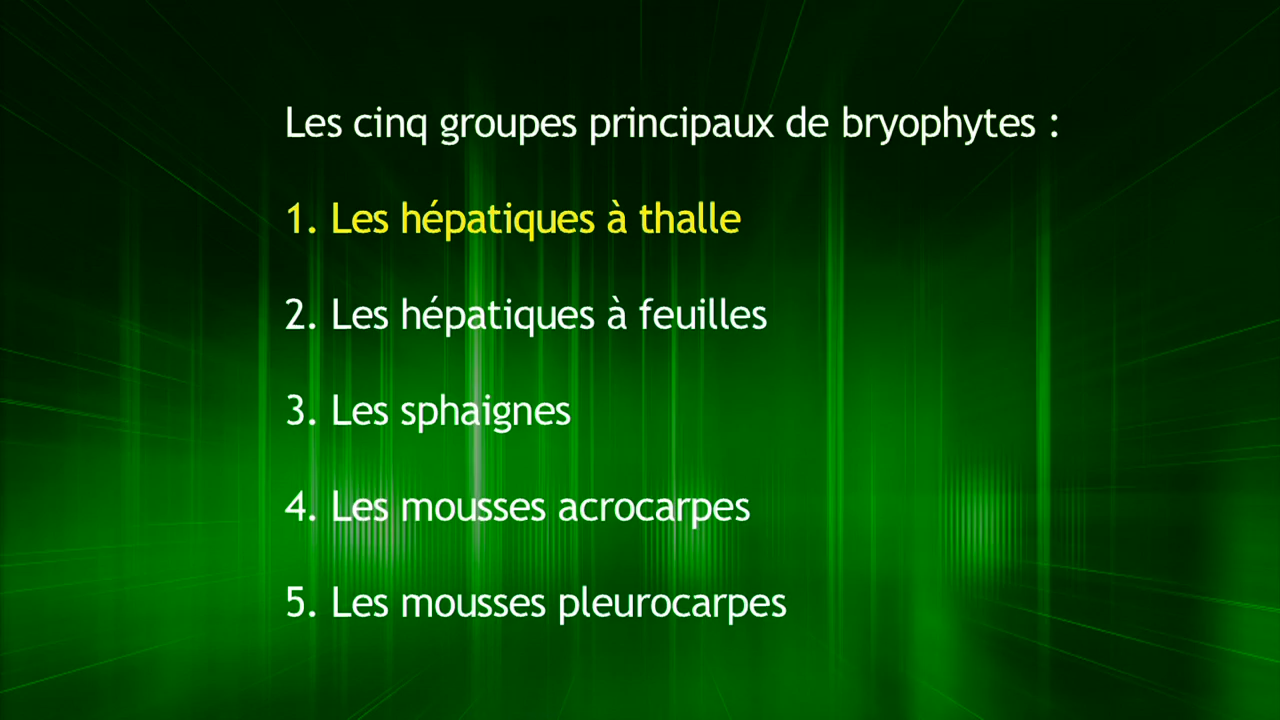 Les cinq groupes principaux de bryophytes :
1. Les hépatiques à thalle
2. Les hépatiques à feuilles
3. Les sphaignes
4. Les mousses acrocarpes
5. Les mousses pleurocarpes